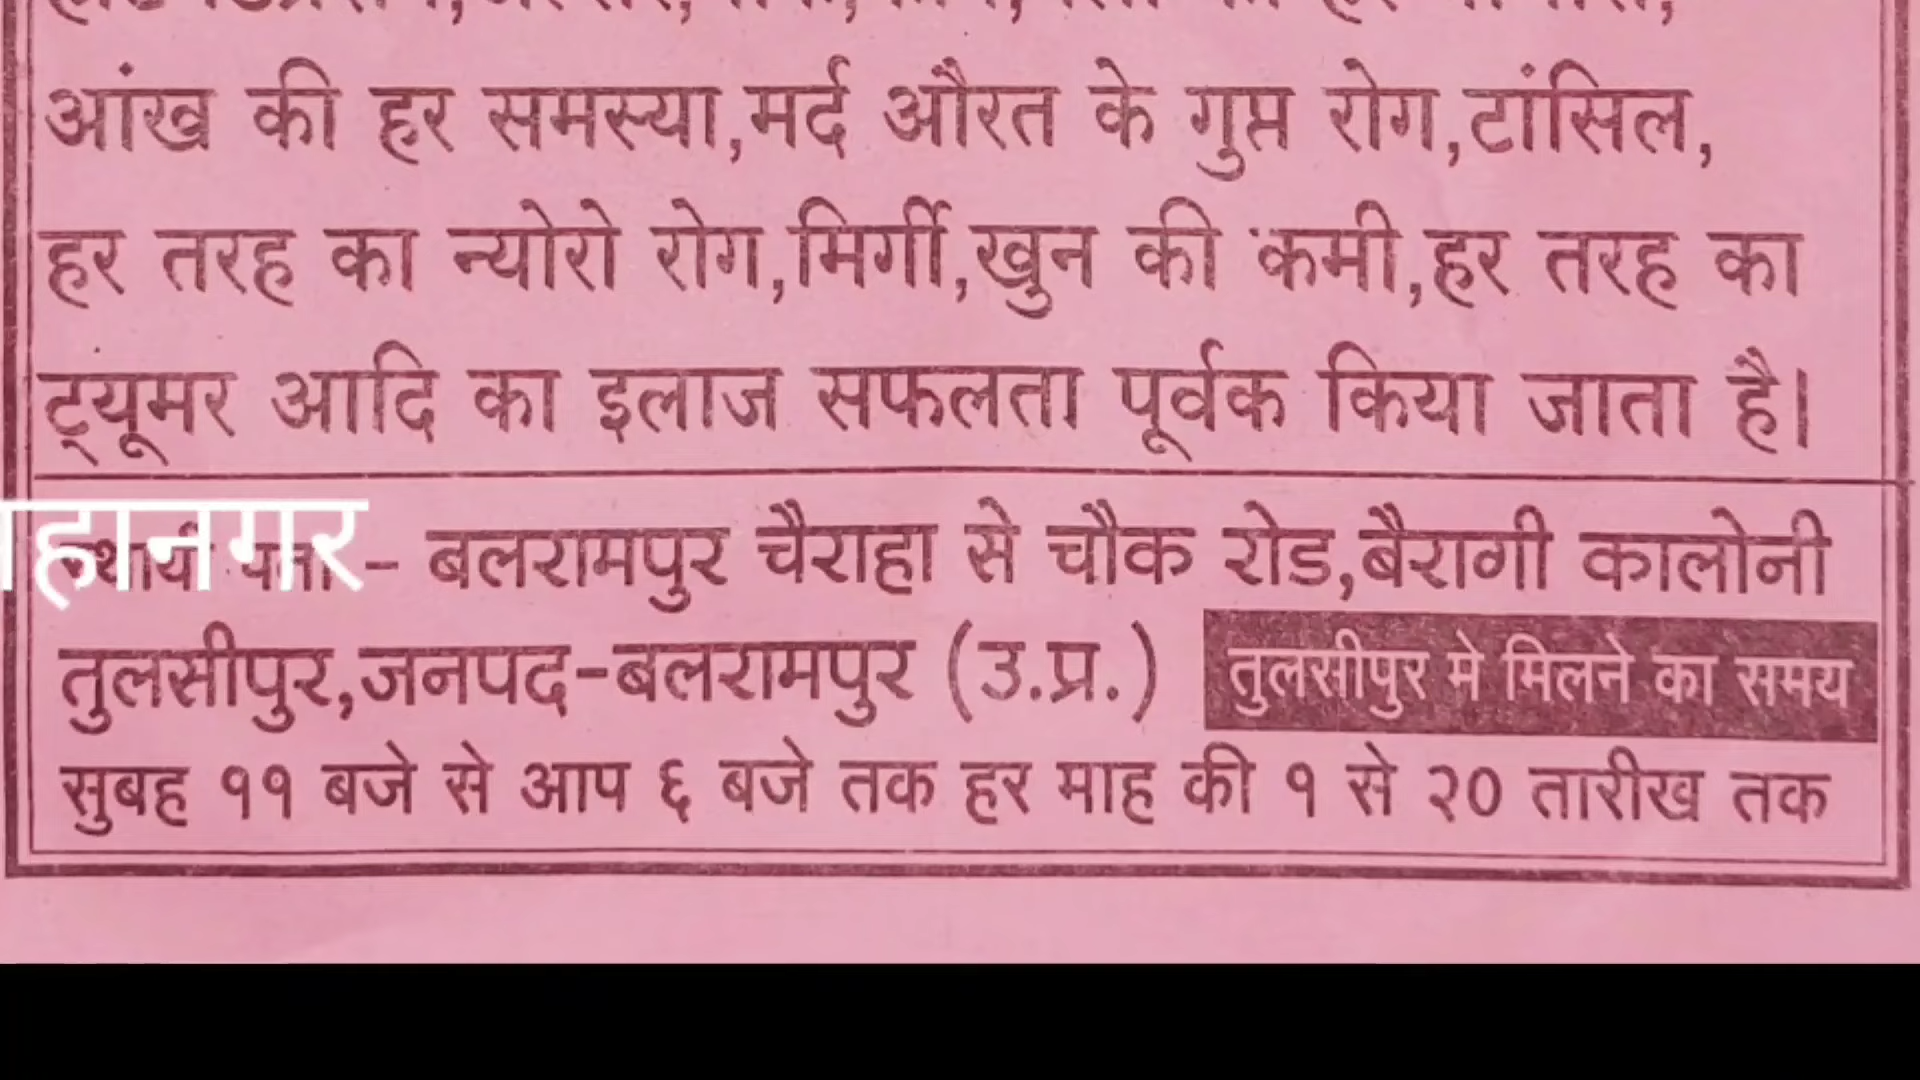 आंख की हर समस्या,मर्द औरत के गुप्त रोग,टांसिल,
हर तरह का न्योरो रोग,मिर्गी,खुन की कमी,हर तरह का
ट्यूमर आदि का इलाज सफलता पूर्वक किया जाता है।
हानगर
पता – बलरामपुर चैराहा से चौक रोड,बैरागी कालोनी
तुलसीपुर,जनपद-बलरामपुर (उ.प्र.) तुलसीपुर मे मिलने का समय
सुबह ११ बजे से आप ६ बजे तक हर माह की १ से २० तारीख तक